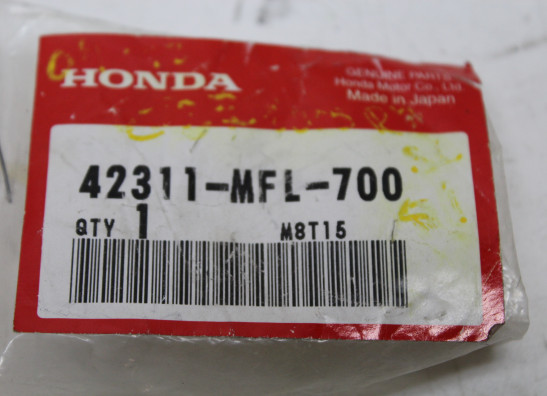 HONDA
GENUINE PARTS
Honda Motor Co., Ltd.
Made in Japan
42311-MFL-700
QTY 1 M8T15